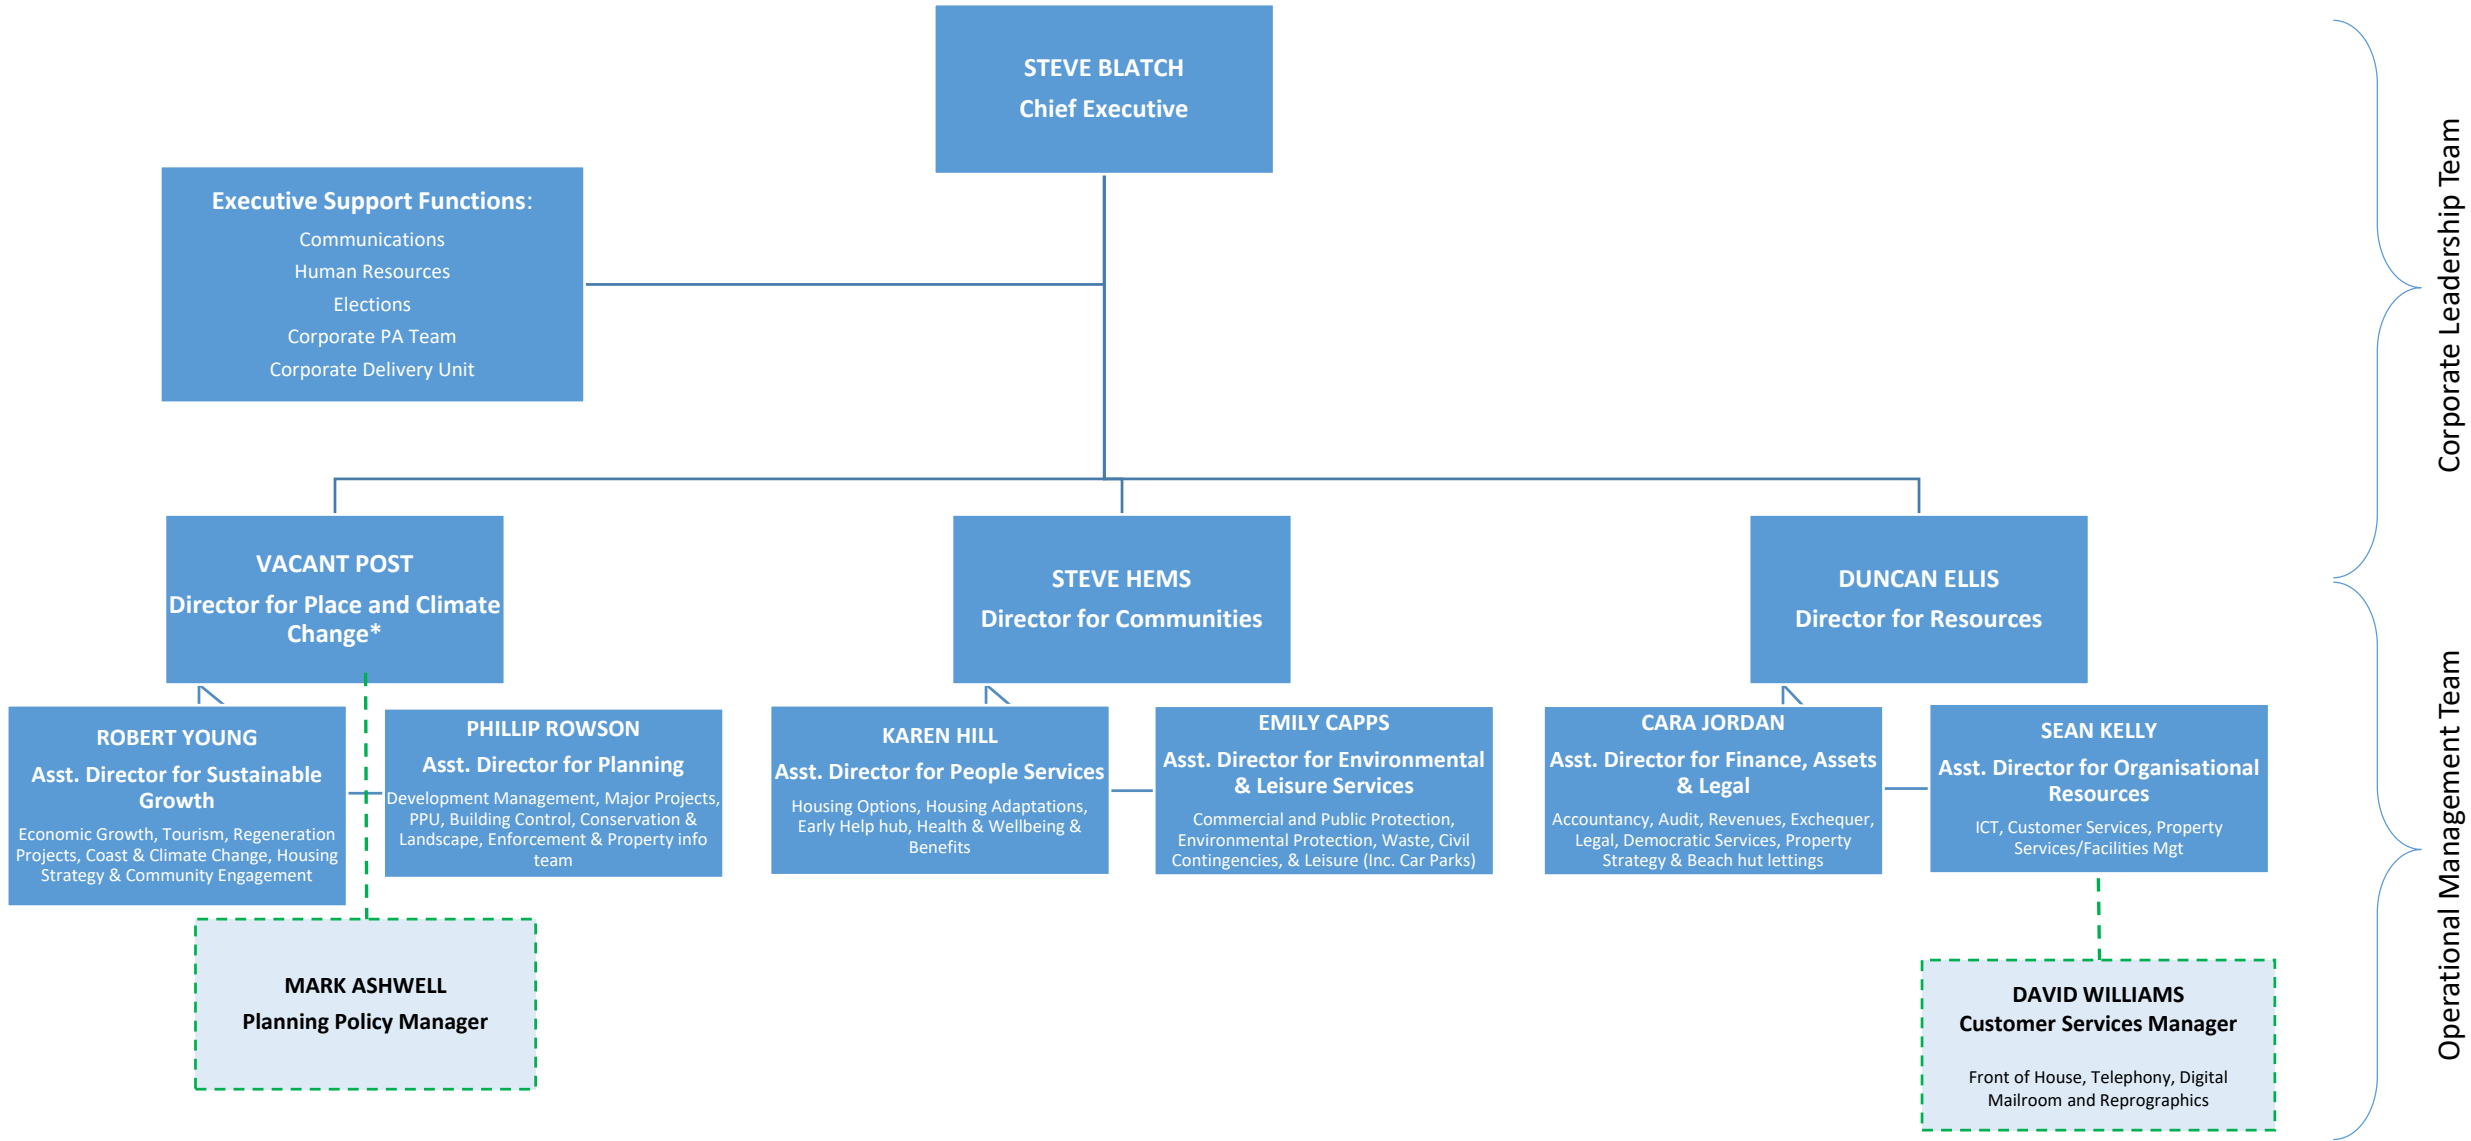 STEVE BLATCH
Chief Executive
Executive Support Functions:
Communications
Human Resources
Elections
Corporate PA Team
Corporate Delivery Unit
Corporate Leadership Team
VACANT POST
Director for Place and Climate
Change*
STEVE HEMS
Director for Communities
DUNCAN ELLIS
Director for Resources
ROBERT YOUNG
Asst. Director for Sustainable
Growth
Economic Growth, Tourism, Regeneration
Projects, Coast & Climate Change, Housing
Strategy & Community Engagement
PHILLIP ROWSON
Asst. Director for Planning
Development Management, Major Projects,
PPU, Building Control, Conservation &
Landscape, Enforcement & Property info
team
KAREN HILL
Asst. Director for People Services
Housing Options, Housing Adaptations,
Early Help hub, Health & Wellbeing &
Benefits
EMILY CAPPS
Asst. Director for Environmental
& Leisure Services
Commercial and Public Protection,
Environmental Protection, Waste, Civil
Contingencies, & Leisure (Inc. Car Parks)
CARA JORDAN
Asst. Director for Finance, Assets
& Legal
Accountancy, Audit, Revenues, Exchequer,
Legal, Democratic Services, Property
Strategy & Beach hut lettings
SEAN KELLY
Asst. Director for Organisational
Resources
ICT, Customer Services, Property
Services/Facilities Mgt
Operational Management Team
MARK ASHWELL
Planning Policy Manager
DAVID WILLIAMS
Customer Services Manager
Front of House, Telephony, Digital
Mailroom and Reprographics